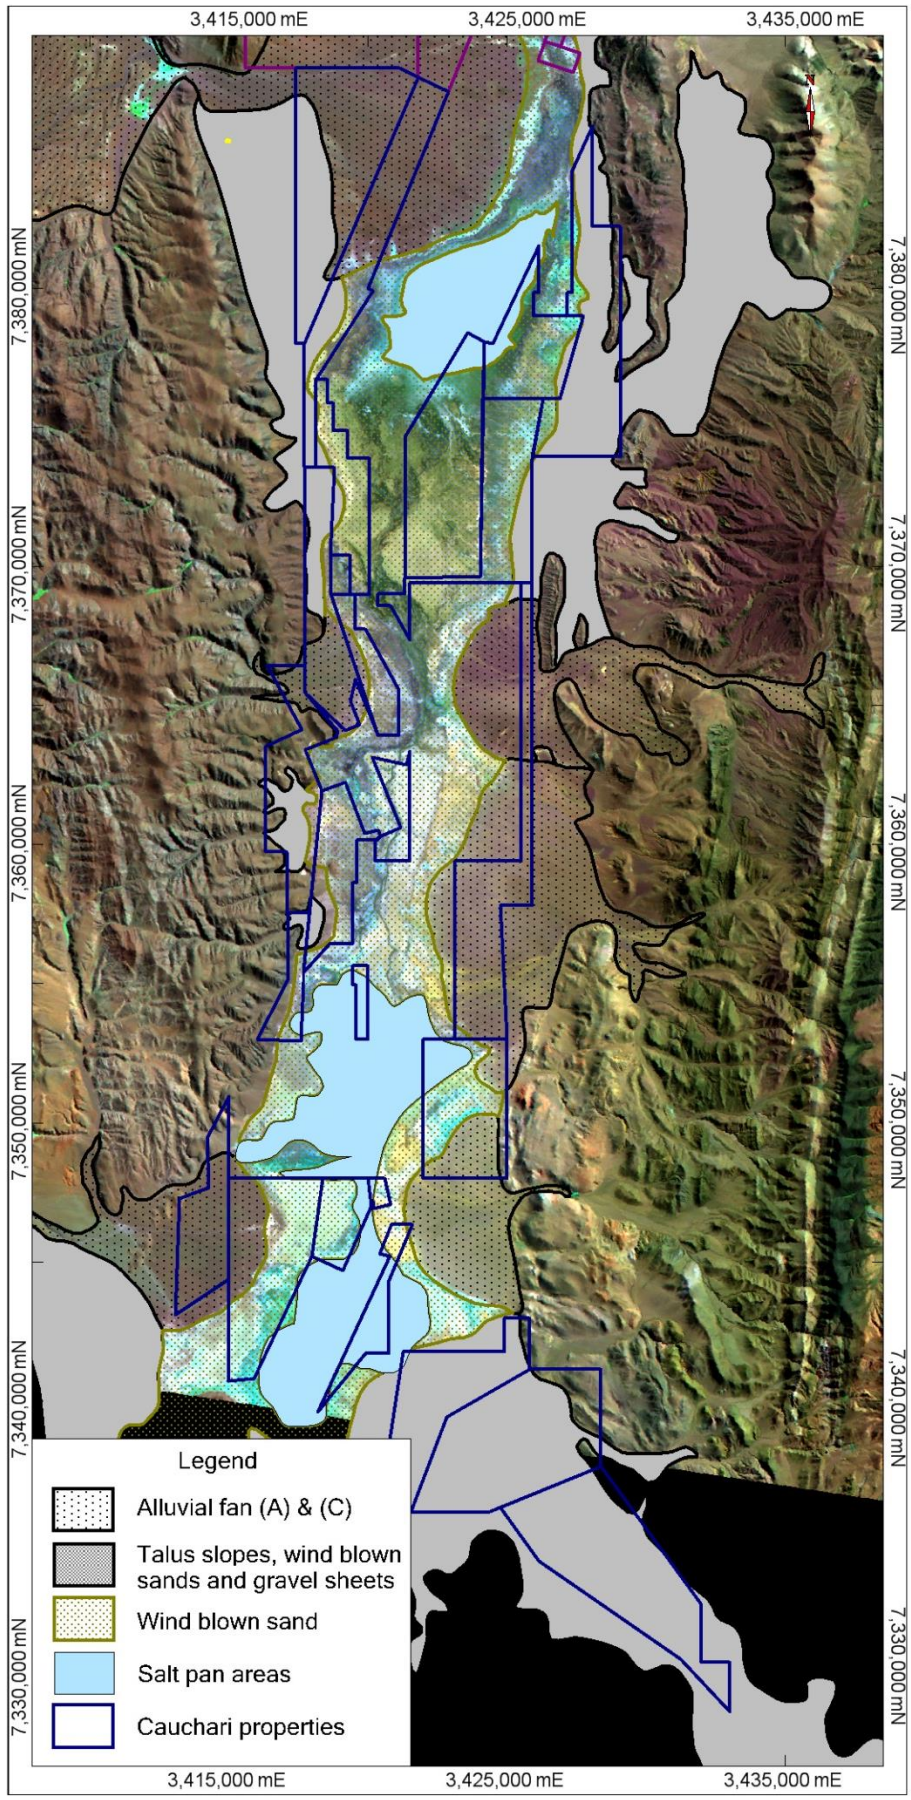 3,415,000 mE
3,425,000 mE
3,435,000 mE
N
7,380,000 mN
7,380,000 mN
7,370,000 mN
7,370,000 mN
7,360,000 mN
7,360,000 mN
7,350,000 mN
7,350,000 mN
7,340,000 mN
7,340,000 mN
Legend
Alluvial fan (A) & (C)
Talus slopes, wind blown
sands and gravel sheets
Wind blown sand
Salt pan areas
Cauchari properties
7,330,000 mN
7,330,000 mN
3,415,000 mE
3,425,000 mE
3,435,000 mE